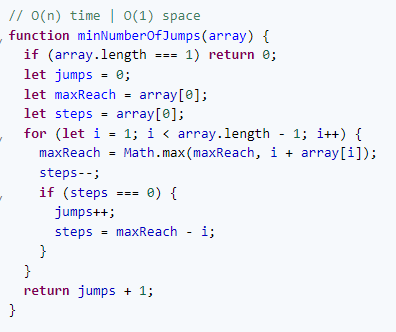 // O(n) time | O(1) space
function minNumberOfJumps(array) {
  if (array.length === 1) return 0;
  let jumps = 0;
  let maxReach = array[0];
  let steps = array[0];
  for (let i = 1; i < array.length - 1; i++) {
    maxReach = Math.max(maxReach, i + array[i]);
    steps--;
    if (steps === 0) {
      jumps++;
      steps = maxReach - i;
    }
  }
  return jumps + 1;
}